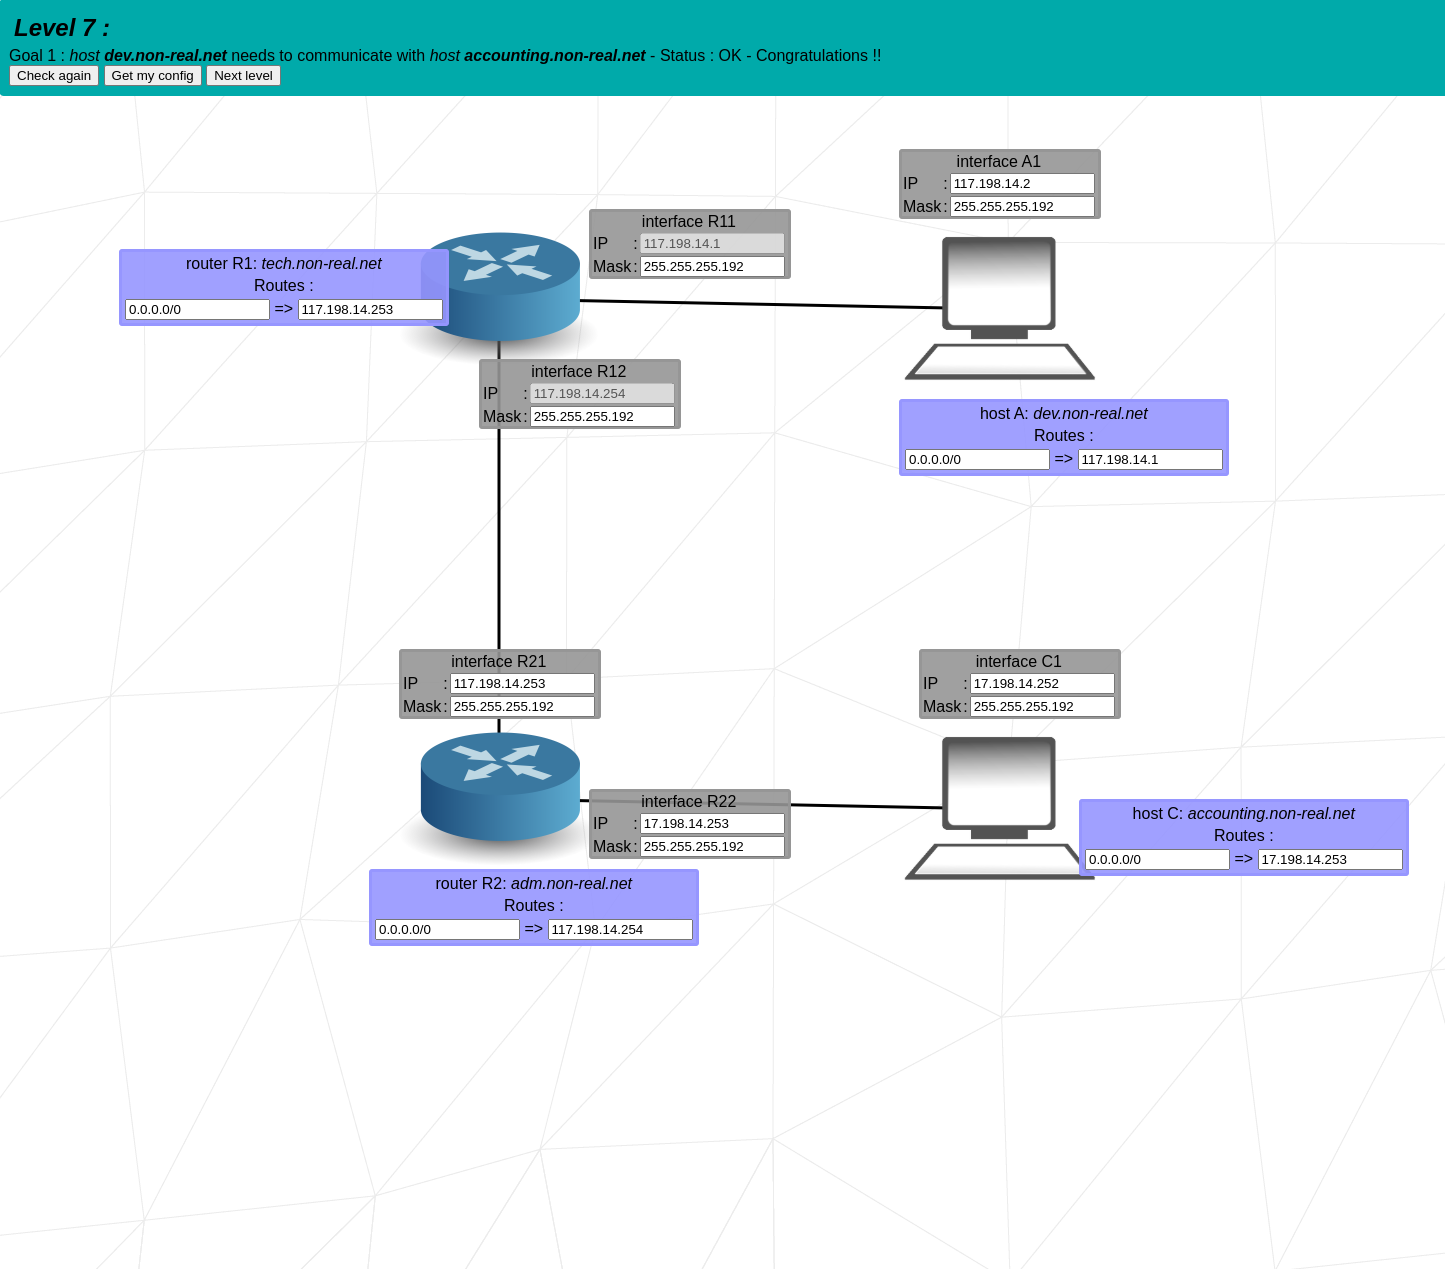 Level 7 :
Goal 1 : host dev.non-real.net needs to communicate with host accounting.non-real.net - Status : OK - Congratulations !!
Check again Get my config Next level
interface A1
IP : 117.198.14.2
Mask : 255.255.255.192
interface R11
IP : 117.198.14.1
Mask : 255.255.255.192
router R1: tech.non-real.net
Routes :
0.0.0.0/0 => 117.198.14.253
interface R12
IP : 117.198.14.254
Mask : 255.255.255.192
host A: dev.non-real.net
Routes :
0.0.0.0/0 => 117.198.14.1
interface R21
IP : 117.198.14.253
Mask : 255.255.255.192
interface C1
IP : 17.198.14.252
Mask : 255.255.255.192
interface R22
IP : 17.198.14.253
Mask : 255.255.255.192
host C: accounting.non-real.net
Routes :
0.0.0.0/0 => 17.198.14.253
router R2: adm.non-real.net
Routes :
0.0.0.0/0 => 117.198.14.254